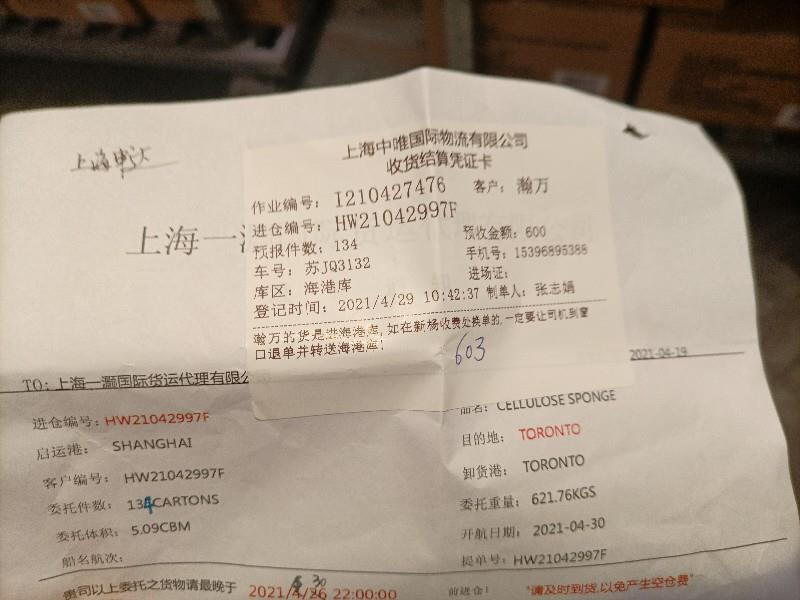 上海中唯国际物流有限公司
收货结算凭证卡
作业编号: I210427476 客户: 瀚万
进仓编号: HW21042997F
预报件数: 134 预收金额: 600
车号: 苏JQ3132 手机号: 15396895388
库区: 海港库 进场证:
登记时间: 2021/4/29 10:42:37 制单人: 张志娟
瀚万的货是进海港库,如在新杨收费处换单的,一定要让司机到窗
口退单并转送海港库!
603
上海
上海一
2021-04-19
TO: 上海一灏国际货运代理有限公
进仓编号: HW21042997F
品名: CELLULOSE SPONGE
启运港: SHANGHAI
目的地: TORONTO
客户编号: HW21042997F
卸货港: TORONTO
委托件数: 134CARTONS
委托重量: 621.76KGS
委托体积: 5.09CBM
开航日期: 2021-04-30
船名航次:
提单号: HW21042997F
贵司以上委托之货物请最晚于 2021/4/26 22:00:00 前进仓! "请及时到货,以免产生空仓费"
30